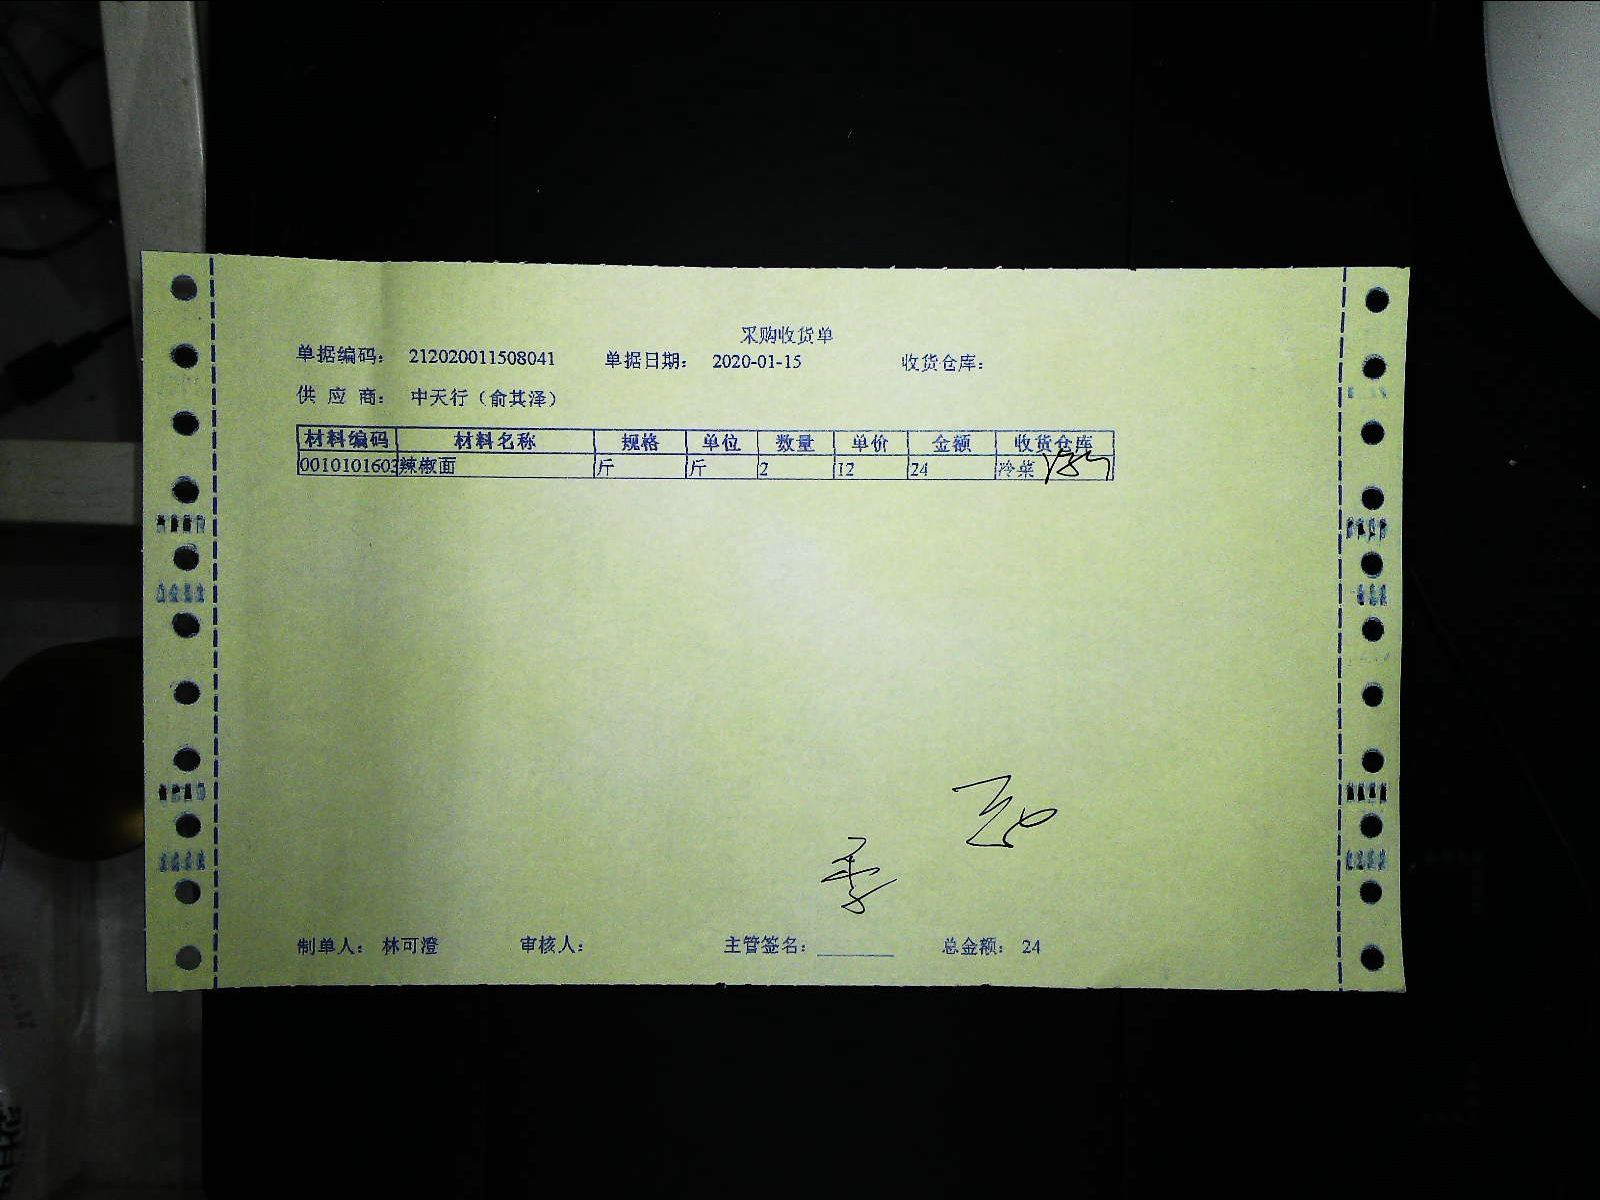 采购收货单
单据编码： 212020011508041 单据日期： 2020-01-15 收货仓库：
供 应 商： 中天行（俞其泽）
材料编码 材料名称 规格 单位 数量 单价 金额 收货仓库
0010101603 辣椒面 斤 斤 2 12 24 冷菜
制单人： 林可澄 审核人： 主管签名： 总金额： 24